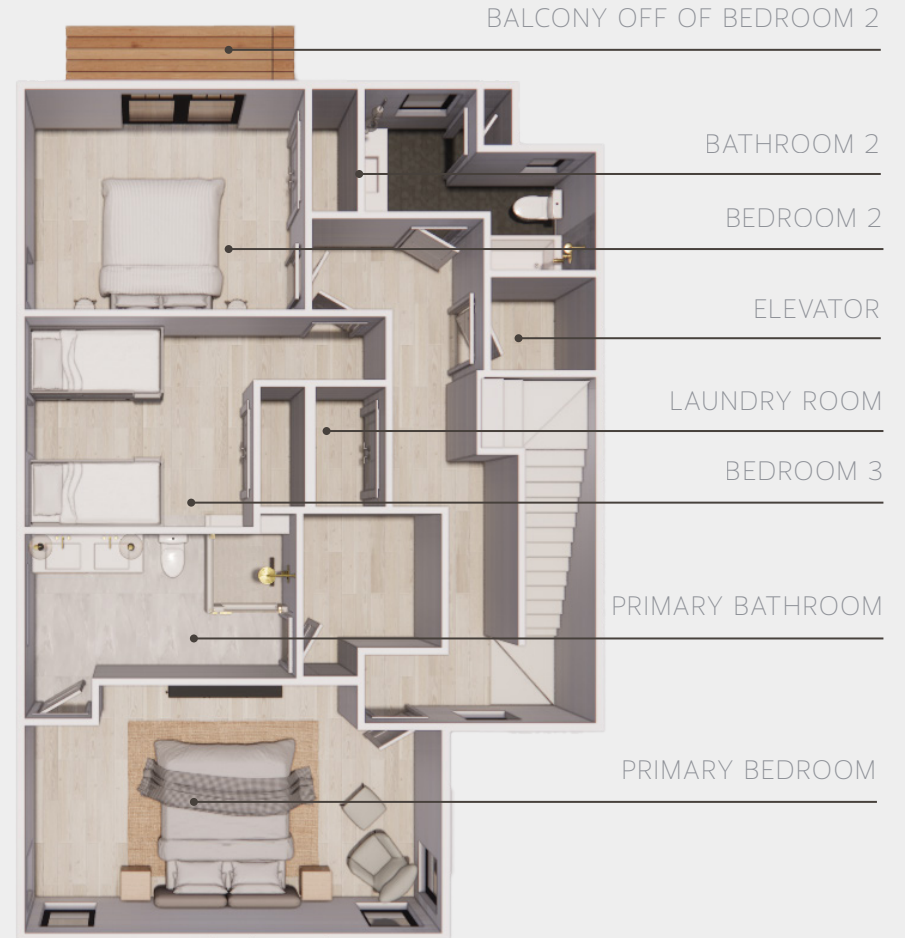 BALCONY OFF OF BEDROOM 2
BATHROOM 2
BEDROOM 2
ELEVATOR
LAUNDRY ROOM
BEDROOM 3
PRIMARY BATHROOM
PRIMARY BEDROOM